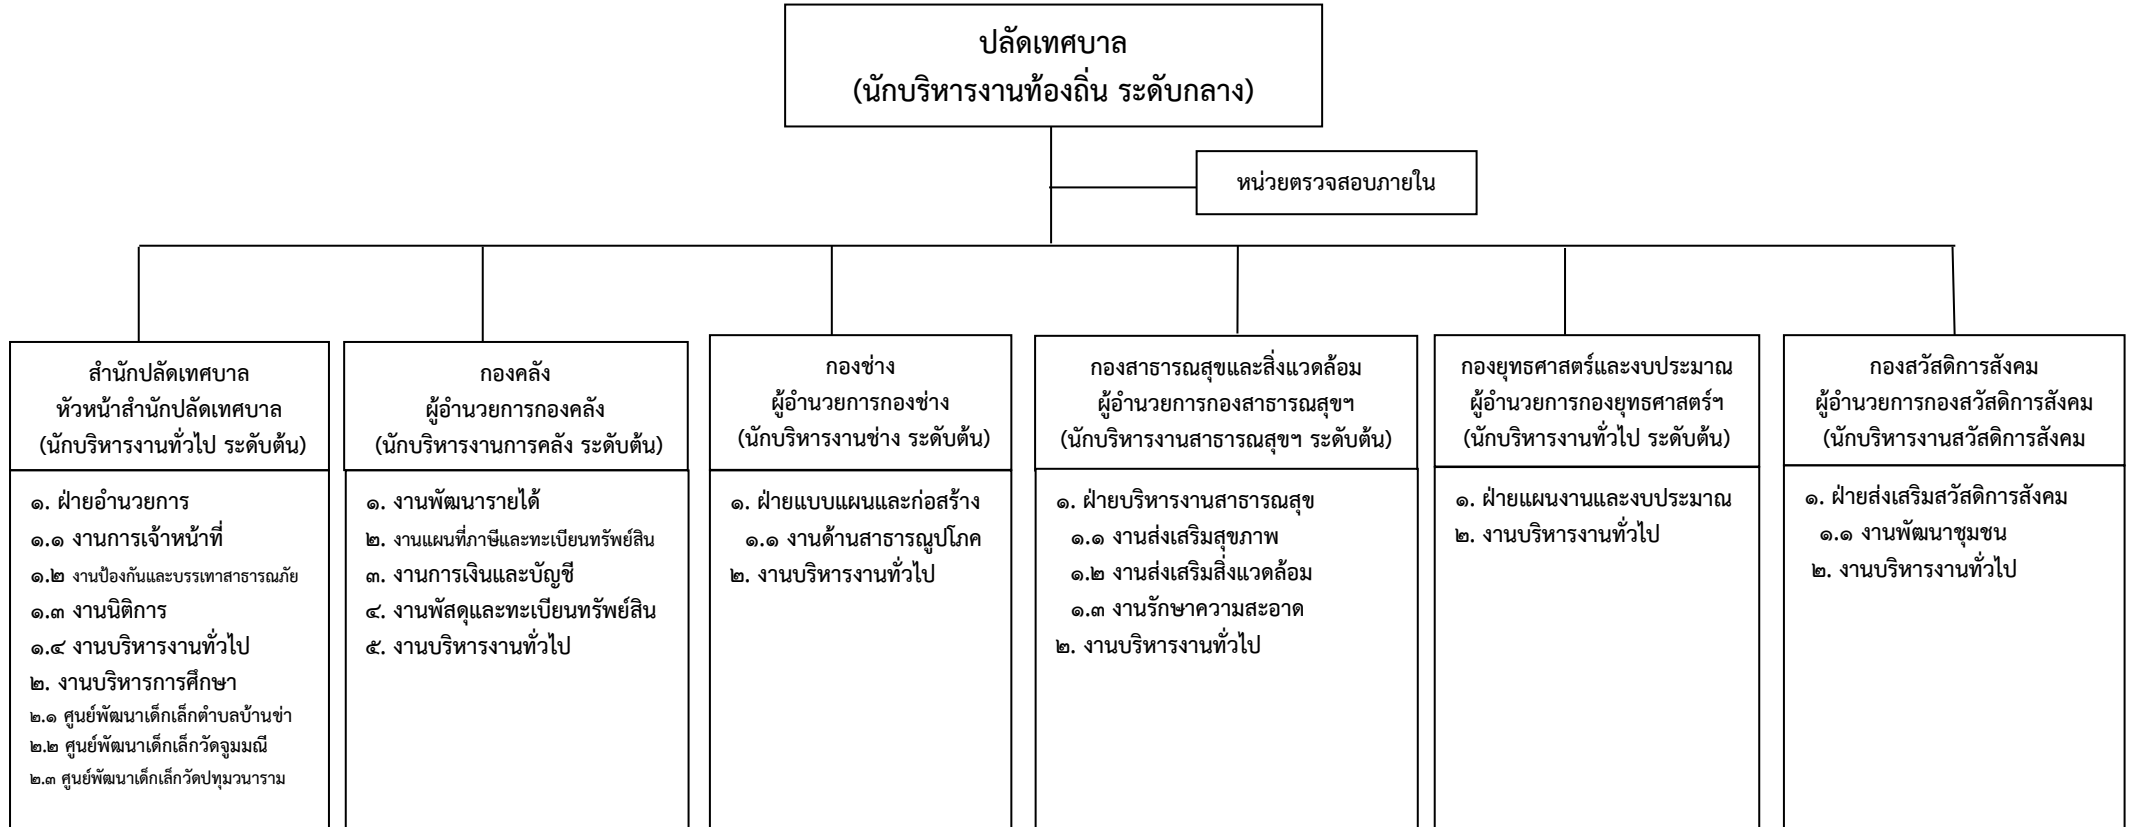 ปลัดเทศบาล
(นักบริหารงานท้องถิ่น ระดับกลาง)
หน่วยตรวจสอบภายใน
สำนักปลัดเทศบาล
หัวหน้าสำนักปลัดเทศบาล
(นักบริหารงานทั่วไป ระดับต้น)
๑. ฝ่ายอำนวยการ
๑.๑ งานการเจ้าหน้าที่
๑.๒ งานป้องกันและบรรเทาสาธารณภัย
๑.๓ งานนิติการ
๑.๔ งานบริหารงานทั่วไป
๒. งานบริหารการศึกษา
๒.๑ ศูนย์พัฒนาเด็กเล็กตำบลบ้านข่า
๒.๒ ศูนย์พัฒนาเด็กเล็กวัดจูมมณี
๒.๓ ศูนย์พัฒนาเด็กเล็กวัดปทุมวนาราม
กองคลัง
ผู้อำนวยการกองคลัง
(นักบริหารงานการคลัง ระดับต้น)
๑. งานพัฒนารายได้
๒. งานแผนที่ภาษีและทะเบียนทรัพย์สิน
๓. งานการเงินและบัญชี
๔. งานพัสดุและทะเบียนทรัพย์สิน
๕. งานบริหารงานทั่วไป
กองช่าง
ผู้อำนวยการกองช่าง
(นักบริหารงานช่าง ระดับต้น)
๑. ฝ่ายแบบแผนและก่อสร้าง
๑.๑ งานด้านสาธารณูปโภค
๒. งานบริหารงานทั่วไป
กองสาธารณสุขและสิ่งแวดล้อม
ผู้อำนวยการกองสาธารณสุขฯ
(นักบริหารงานสาธารณสุขฯ ระดับต้น)
๑. ฝ่ายบริหารงานสาธารณสุข
๑.๑ งานส่งเสริมสุขภาพ
๑.๒ งานส่งเสริมสิ่งแวดล้อม
๑.๓ งานรักษาความสะอาด
๒. งานบริหารงานทั่วไป
กองยุทธศาสตร์และงบประมาณ
ผู้อำนวยการกองยุทธศาสตร์ฯ
(นักบริหารงานทั่วไป ระดับต้น)
๑. ฝ่ายแผนงานและงบประมาณ
๒. งานบริหารงานทั่วไป
กองสวัสดิการสังคม
ผู้อำนวยการกองสวัสดิการสังคม
(นักบริหารงานสวัสดิการสังคม
๑. ฝ่ายส่งเสริมสวัสดิการสังคม
๑.๑ งานพัฒนาชุมชน
๒. งานบริหารงานทั่วไป